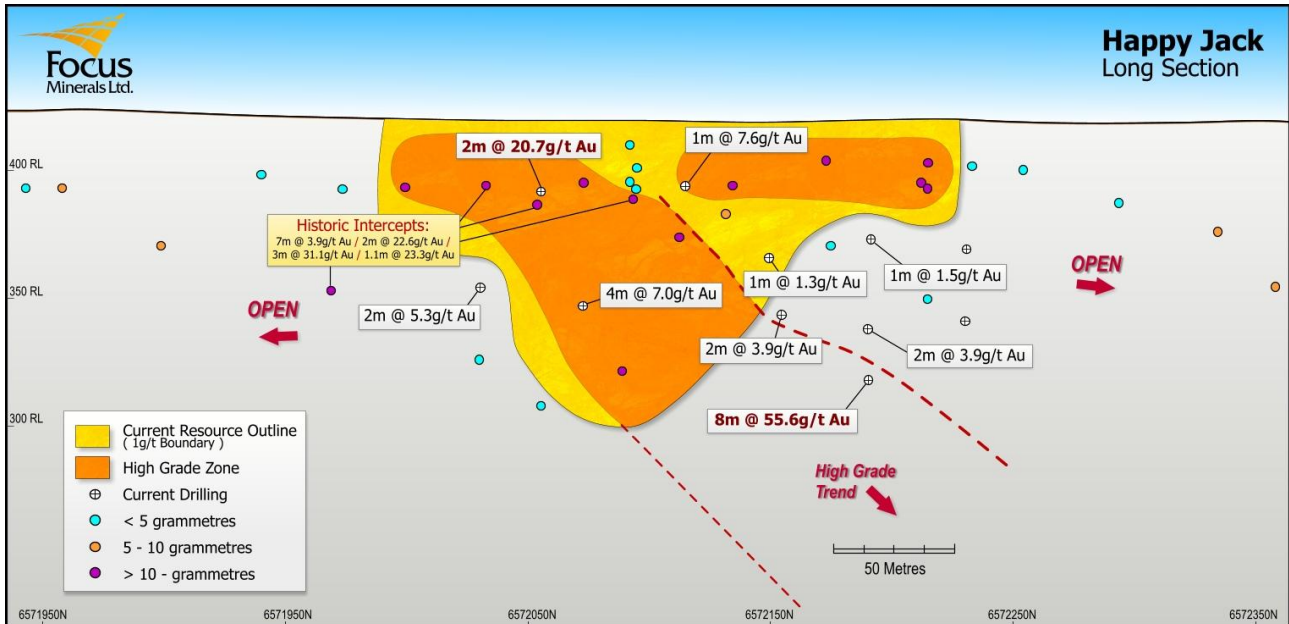 Focus
Minerals Ltd.
Happy Jack
Long Section
2m @ 20.7g/t Au
1m @ 7.6g/t Au
400 RL
Historic Intercepts:
7m @ 3.9g/t Au / 2m @ 22.6g/t Au /
3m @ 31.1g/t Au / 1.1m @ 23.3g/t Au
1m @ 1.3g/t Au
1m @ 1.5g/t Au
OPEN
350 RL
OPEN
2m @ 5.3g/t Au
4m @ 7.0g/t Au
2m @ 3.9g/t Au
2m @ 3.9g/t Au
8m @ 55.6g/t Au
300 RL
Current Resource Outline
( 1g/t Boundary )
High Grade Zone
Current Drilling
< 5 grammetres
5 - 10 grammetres
> 10 - grammetres
High Grade
Trend
50 Metres
6571950N
6571950N
6572050N
6572150N
6572250N
6572350N